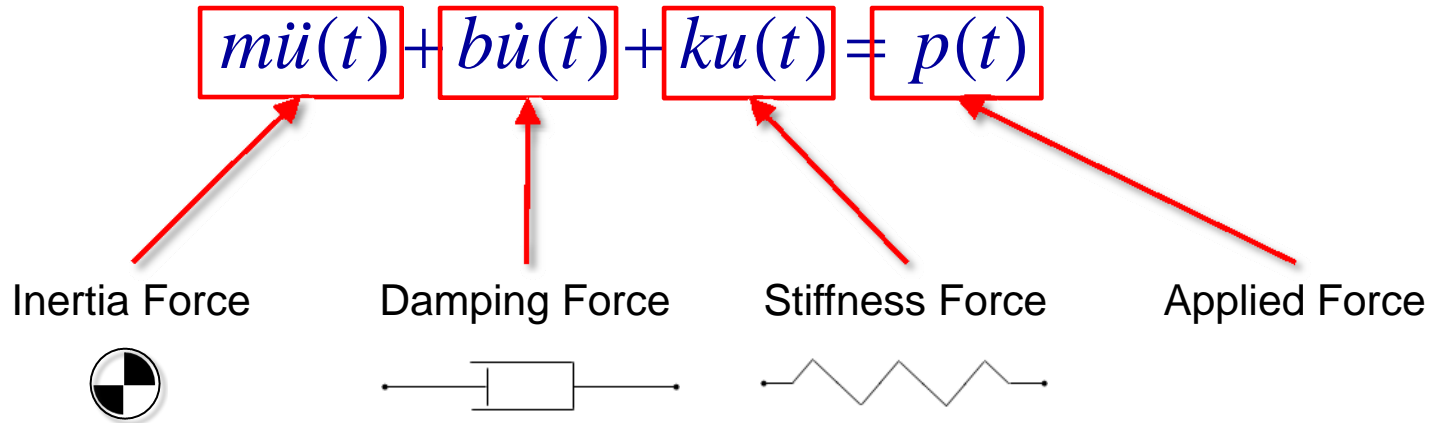 mü(t) + bu̇(t) + ku(t) = p(t)
Inertia Force Damping Force Stiffness Force Applied Force